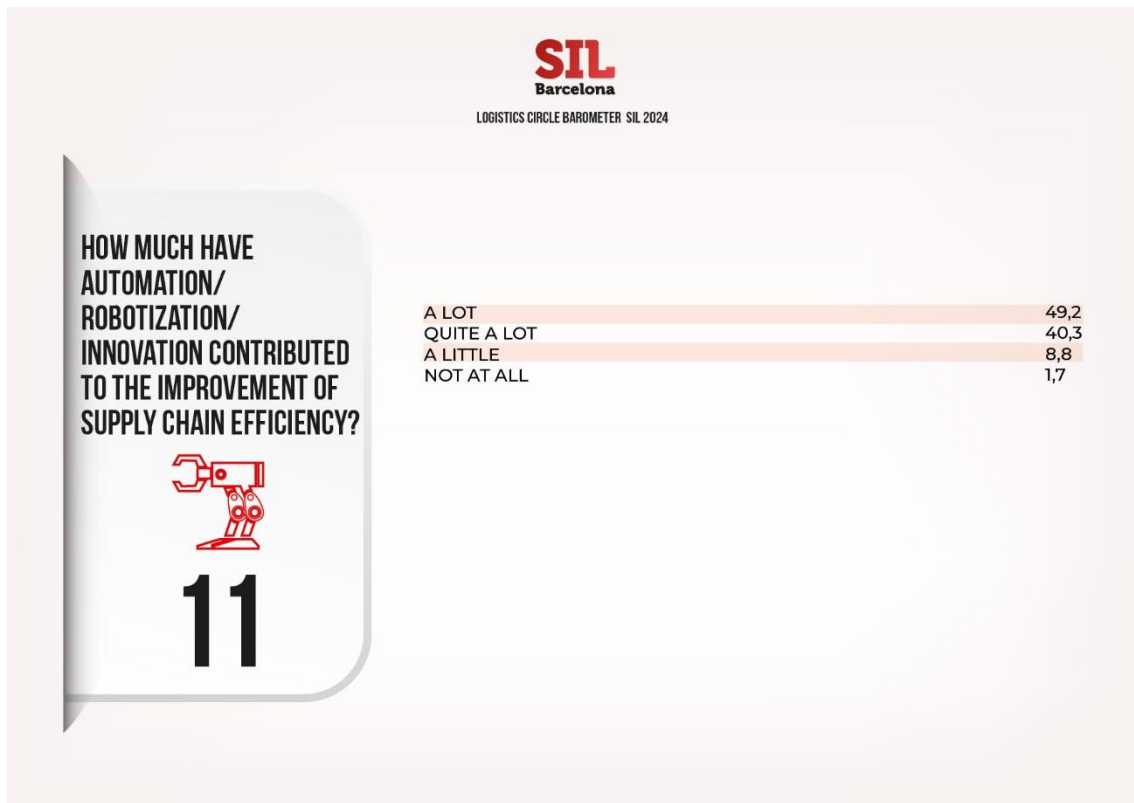 SIL
Barcelona
LOGISTICS CIRCLE BAROMETER SIL 2024
HOW MUCH HAVE
AUTOMATION/
ROBOTIZATION/
INNOVATION CONTRIBUTED
TO THE IMPROVEMENT OF
SUPPLY CHAIN EFFICIENCY?
11
A LOT 49,2
QUITE A LOT 40,3
A LITTLE 8,8
NOT AT ALL 1,7